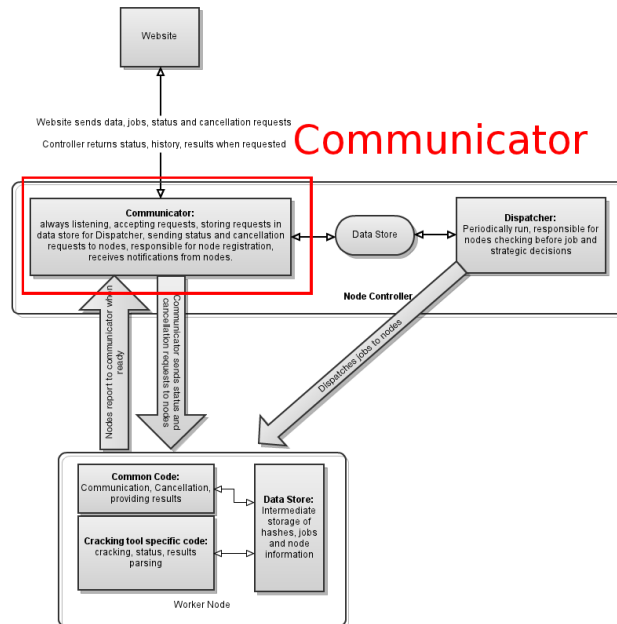 Website
Website sends data, jobs, status and cancellation requests
Controller returns status, history, results when requested
Communicator
Communicator:
always listening, accepting requests, storing requests in
data store for Dispatcher, sending status and cancellation
requests to nodes, responsible for node registration,
receives notifications from nodes.
Data Store
Dispatcher:
Periodically run, responsible for
nodes checking before job and
strategic decisions
Node Controller
Nodes report to communicator when
ready
Communicator sends status and
cancellation requests to nodes
Dispatches jobs to nodes
Common Code:
Communication, Cancellation,
providing results
Cracking tool specific code:
cracking, status, results
parsing
Data Store:
Intermediate
storage of
hashes, jobs
and node
information
Worker Node